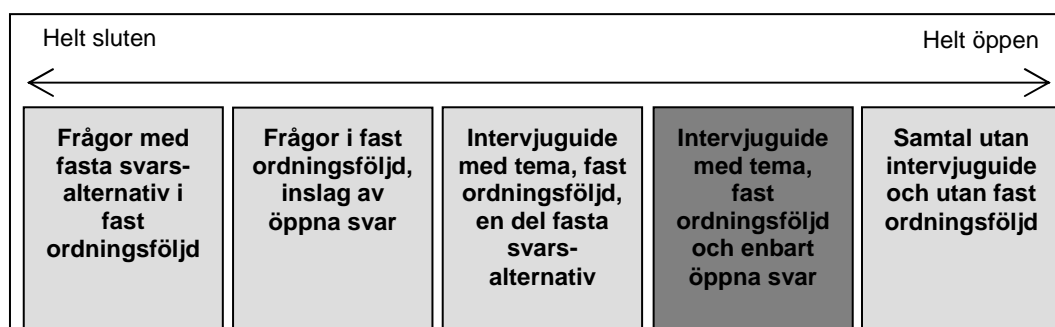 Helt sluten
Helt öppen
Frågor med
fasta svars-
alternativ i
fast
ordningsföljd
Frågor i fast
ordningsföljd,
inslag av
öppna svar
Intervjuguide
med tema, fast
ordningsföljd,
en del fasta
svars-
alternativ
Intervjuguide
med tema,
fast
ordningsföljd
och enbart
öppna svar
Samtal utan
intervjuguide
och utan fast
ordningsföljd